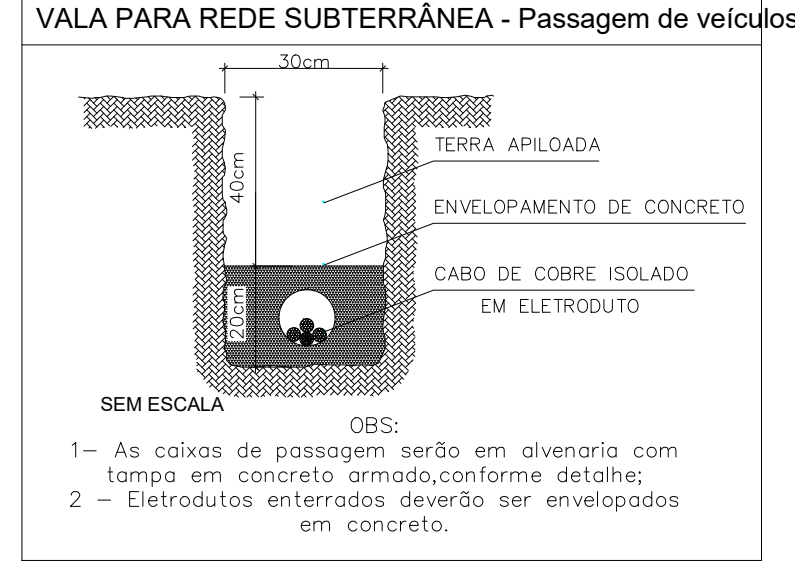 VALA PARA REDE SUBTERRÂNEA - Passagem de veículos
30cm
TERRA APILOADA
40cm
ENVELOPAMENTO DE CONCRETO
CABO DE COBRE ISOLADO
EM ELETRODUTO
20cm
SEM ESCALA
OBS:
1- As caixas de passagem serão em alvenaria com
tampa em concreto armado,conforme detalhe;
2 - Eletrodutos enterrados deverão ser envelopados
em concreto.